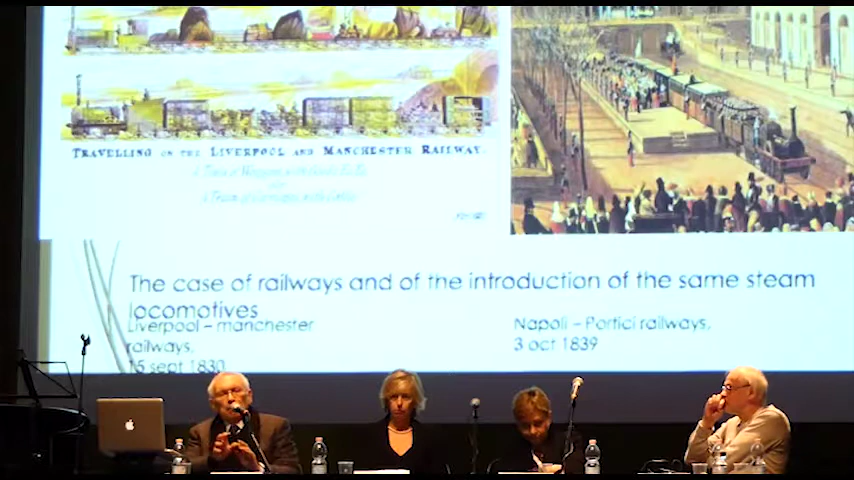 TRAVELLING ON THE LIVERPOOL AND MANCHESTER RAILWAY.
The case of railways and of the introduction of the same steam
locomotives
Liverpool – manchester
railways,
15 sept 1830
Napoli – Portici railways,
3 oct 1839